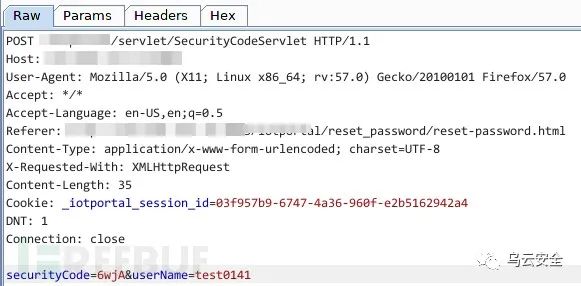 Raw Params Headers Hex
POST /servlet/SecurityCodeServlet HTTP/1.1
Host:
User-Agent: Mozilla/5.0 (X11; Linux x86_64; rv:57.0) Gecko/20100101 Firefox/57.0
Accept: */*
Accept-Language: en-US,en;q=0.5
Referer: /iotportal/reset_password/reset-password.html
Content-Type: application/x-www-form-urlencoded; charset=UTF-8
X-Requested-With: XMLHttpRequest
Content-Length: 35
Cookie: _iotportal_session_id=03f957b9-6747-4a36-960f-e2b5162942a4
DNT: 1
Connection: close
FREEBUF
securityCode=6wjA&userName=test0141
乌云安全